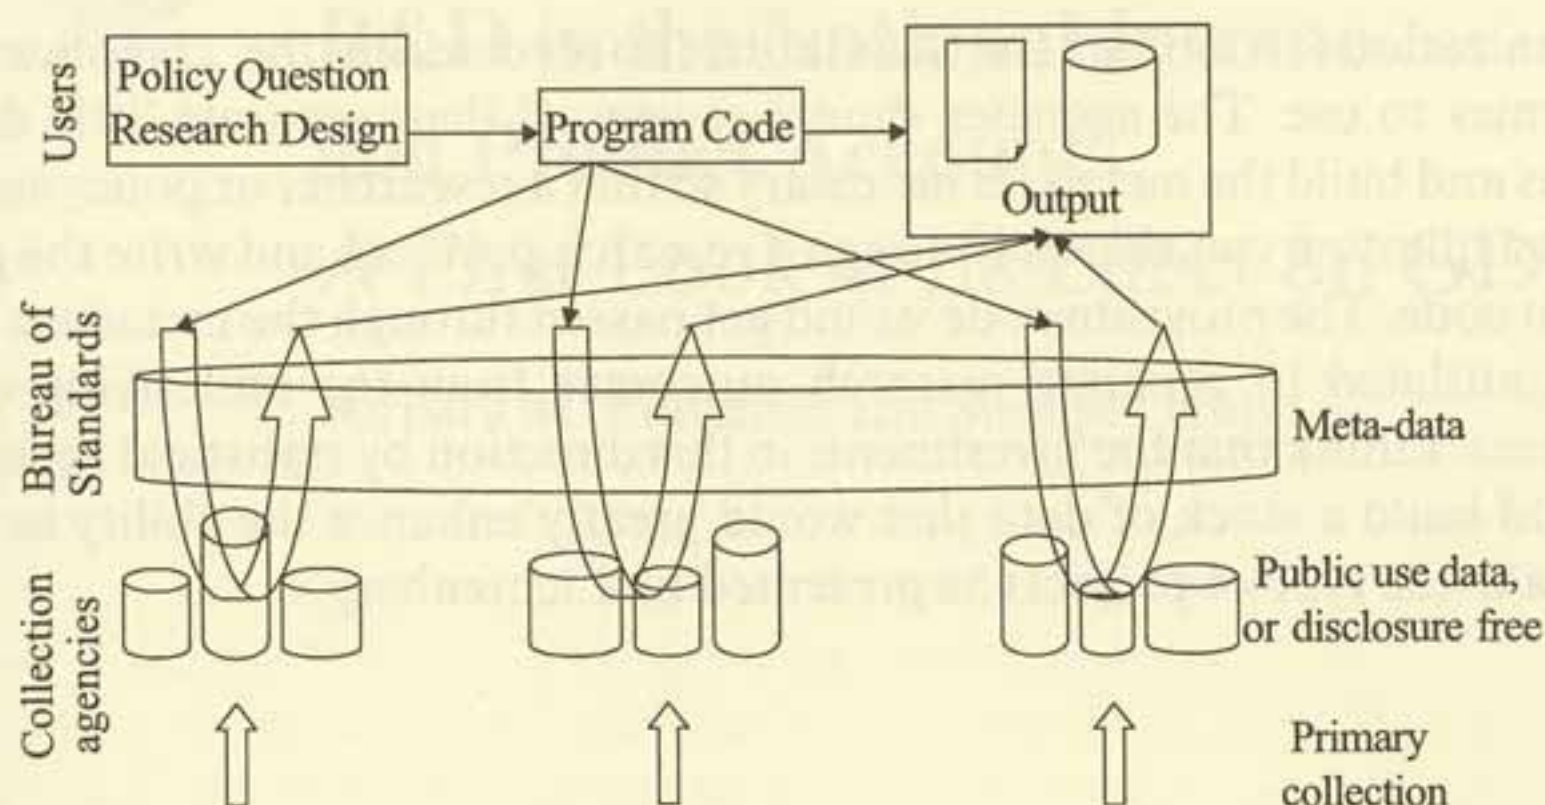 Users
Policy Question
Research Design
Program Code
Output
Bureau of
Standards
Meta-data
Collection
agencies
Public use data,
or disclosure free
Primary
collection